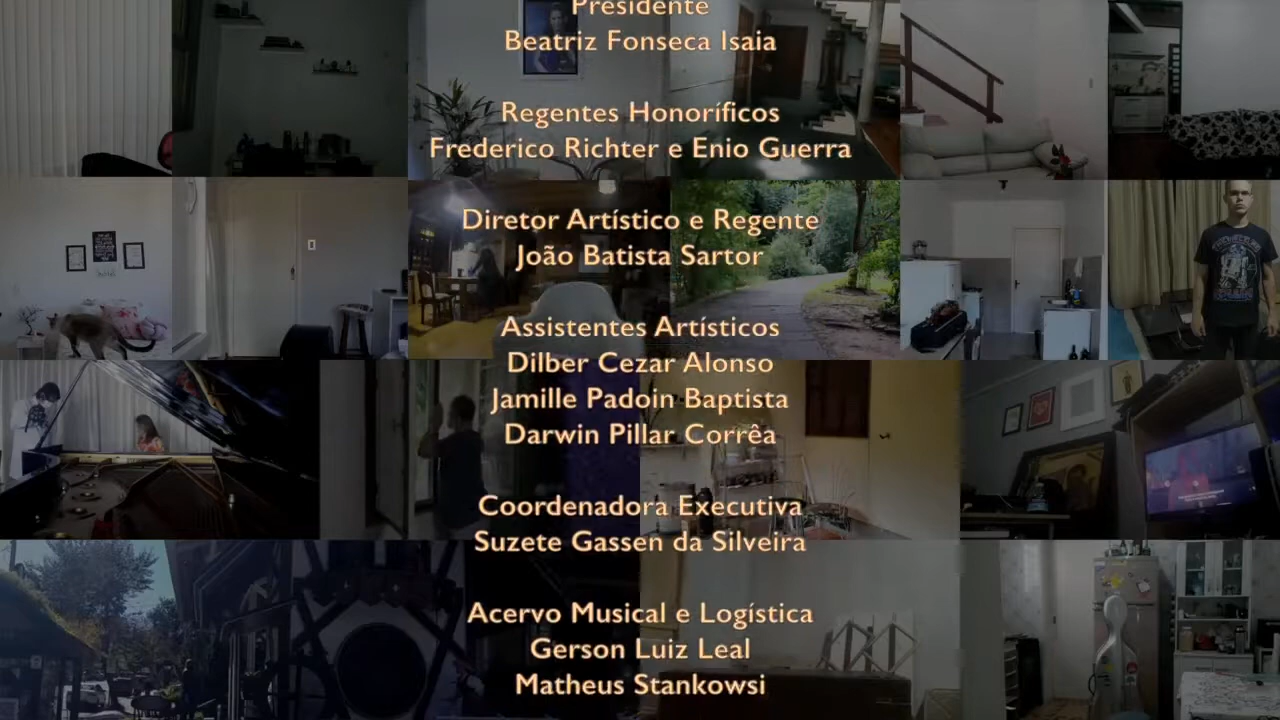 Presidente
Beatriz Fonseca Isaia
Regentes Honoríficos
Frederico Richter e Enio Guerra
Diretor Artístico e Regente
João Batista Sartor
Assistentes Artísticos
Dilber Cezar Alonso
Jamille Padoin Baptista
Darwin Pillar Corrêa
Coordenadora Executiva
Suzete Gassen da Silveira
Acervo Musical e Logística
Gerson Luiz Leal
Matheus Stankowsi